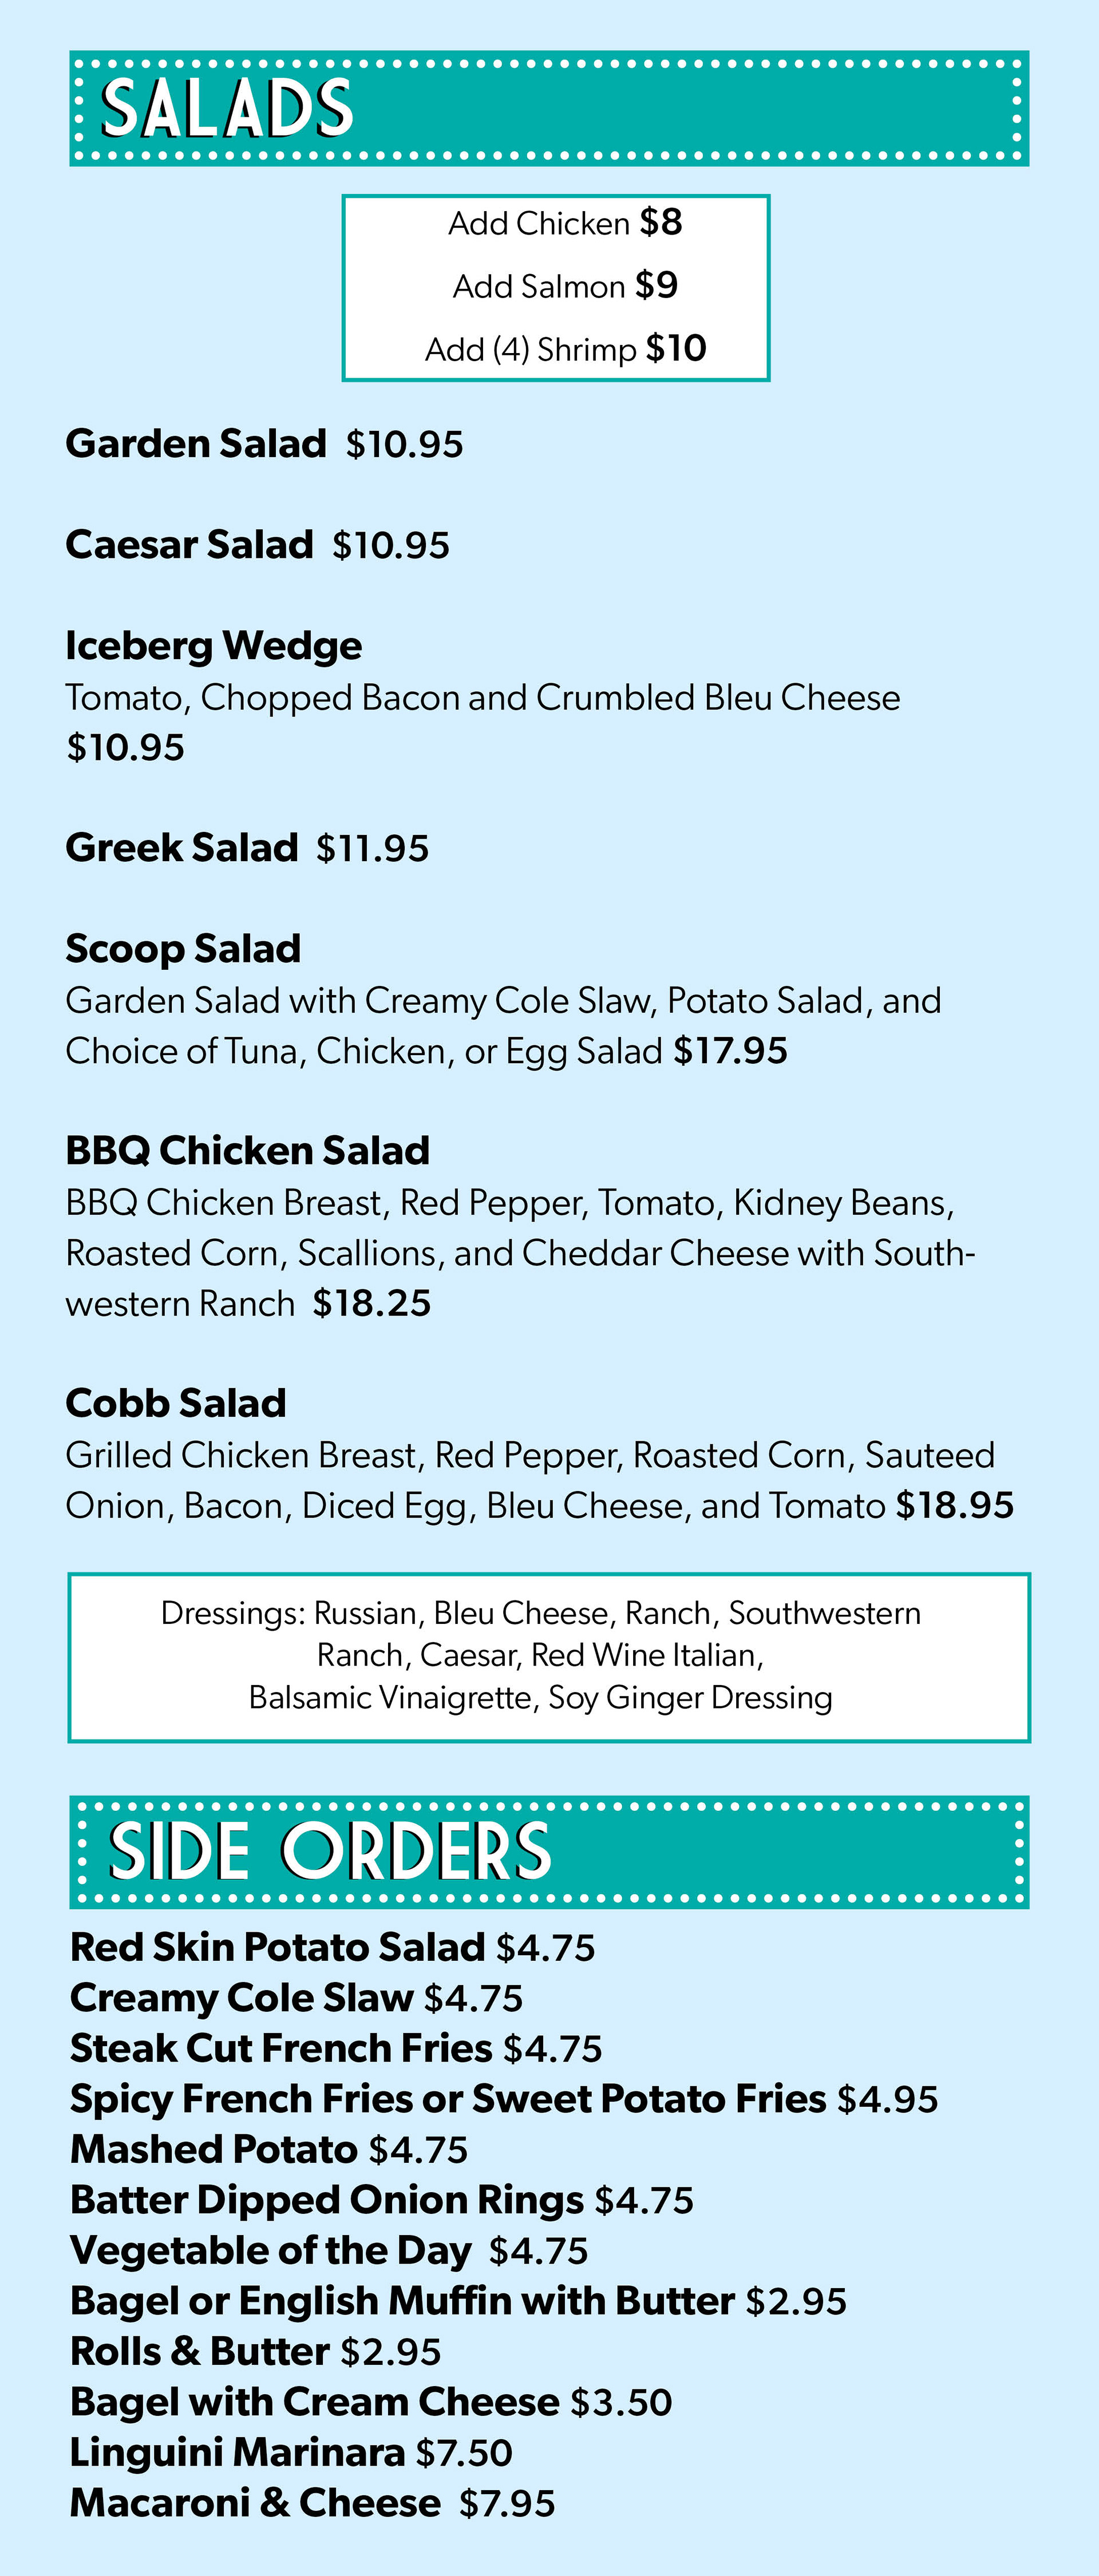 SALADS
Add Chicken $8
Add Salmon $9
Add (4) Shrimp $10
Garden Salad $10.95
Caesar Salad $10.95
Iceberg Wedge
Tomato, Chopped Bacon and Crumbled Bleu Cheese
$10.95
Greek Salad $11.95
Scoop Salad
Garden Salad with Creamy Cole Slaw, Potato Salad, and
Choice of Tuna, Chicken, or Egg Salad $17.95
BBQ Chicken Salad
BBQ Chicken Breast, Red Pepper, Tomato, Kidney Beans,
Roasted Corn, Scallions, and Cheddar Cheese with South-
western Ranch $18.25
Cobb Salad
Grilled Chicken Breast, Red Pepper, Roasted Corn, Sauteed
Onion, Bacon, Diced Egg, Bleu Cheese, and Tomato $18.95
Dressings: Russian, Bleu Cheese, Ranch, Southwestern
Ranch, Caesar, Red Wine Italian,
Balsamic Vinaigrette, Soy Ginger Dressing
SIDE ORDERS
Red Skin Potato Salad $4.75
Creamy Cole Slaw $4.75
Steak Cut French Fries $4.75
Spicy French Fries or Sweet Potato Fries $4.95
Mashed Potato $4.75
Batter Dipped Onion Rings $4.75
Vegetable of the Day $4.75
Bagel or English Muffin with Butter $2.95
Rolls & Butter $2.95
Bagel with Cream Cheese $3.50
Linguini Marinara $7.50
Macaroni & Cheese $7.95